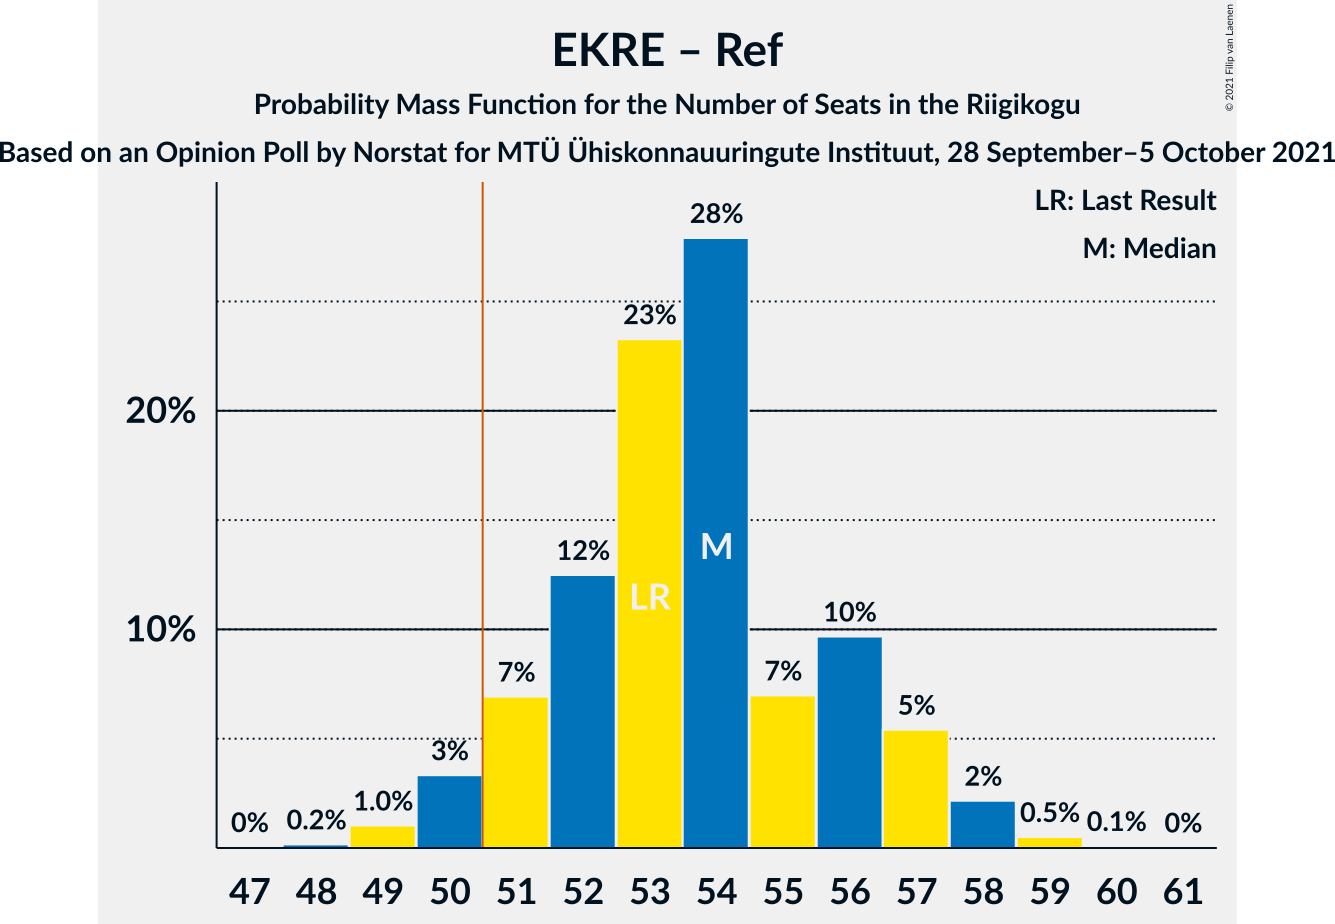 EKRE – Ref
Probability Mass Function for the Number of Seats in the Riigikogu
Based on an Opinion Poll by Norstat for MTÜ Ühiskonnauuringute Instituut, 28 September–5 October 2021
© 2021 Filip van Laenen
LR: Last Result
M: Median
28%
23%
20%
12%
M
LR
10%
10%
7%
7%
5%
3%
2%
1.0%
0.5%
0% 0.2% 0.1% 0%
47 48 49 50 51 52 53 54 55 56 57 58 59 60 61